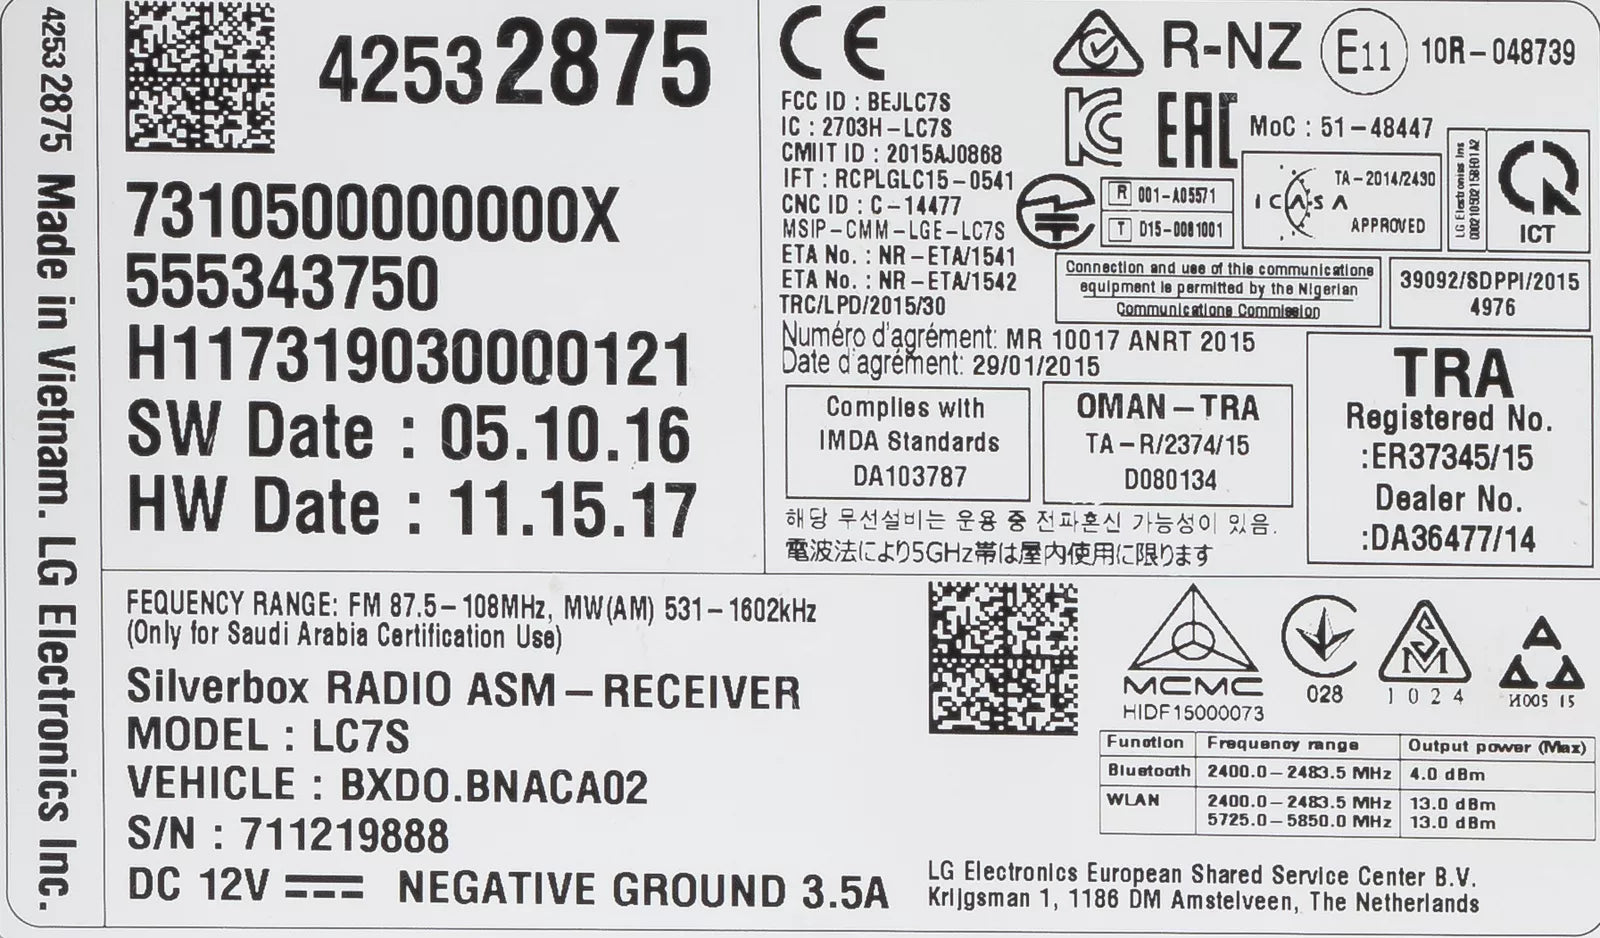 42532875 Made in Vietnam. LG Electronics Inc.
42532875
7310500000000X
555343750
H117319030000121
SW Date : 05.10.16
HW Date : 11.15.17
CE
R-NZ
E11
10R-048739
FCC ID : BEJLC7S
IC : 2703H-LC7S
CMIIT ID : 2015AJ0868
IFT : RCPLGLC15-0541
CNC ID : C-14477
MSIP-CMM-LGE-LC7S
ETA No. : NR-ETA/1541
ETA No. : NR-ETA/1542
TRC/LPD/2015/30
Numéro d'agrément: MR 10017 ANRT 2015
Date d'agrément: 29/01/2015
EAC
MoC : 51-48447
R 001-A05571
T D15-0081001
ICASA
TA-2014/2430
APPROVED
LG Electronics Inc
ICT
Connection and use of this communications
equipment is permitted by the Nigerian
Communications Commission
39092/SDPPI/2015
4976
Complies with
IMDA Standards
DA103787
OMAN-TRA
TA-R/2374/15
D080134
TRA
Registered No.
:ER37345/15
Dealer No.
:DA36477/14
해당 무선설비는 운용 중 전파혼신 가능성이 있음.
電波法により5GHz帯は屋内使用に限ります
FEQUENCY RANGE: FM 87.5-108MHz, MW(AM) 531-1602kHz
(Only for Saudi Arabia Certification Use)
Silverbox RADIO ASM-RECEIVER
MODEL : LC7S
VEHICLE : BXDO.BNACA02
S/N : 711219888
DC 12V NEGATIVE GROUND 3.5A
MCMC
HIDF15000073
028
1024
И005 15
Function Frequency range Output power (Max)
Bluetooth 2400.0-2483.5 MHz 4.0 dBm
WLAN 2400.0-2483.5 MHz 13.0 dBm
5725.0-5850.0 MHz 13.0 dBm
LG Electronics European Shared Service Center B.V.
Krijgsman 1, 1186 DM Amstelveen, The Netherlands